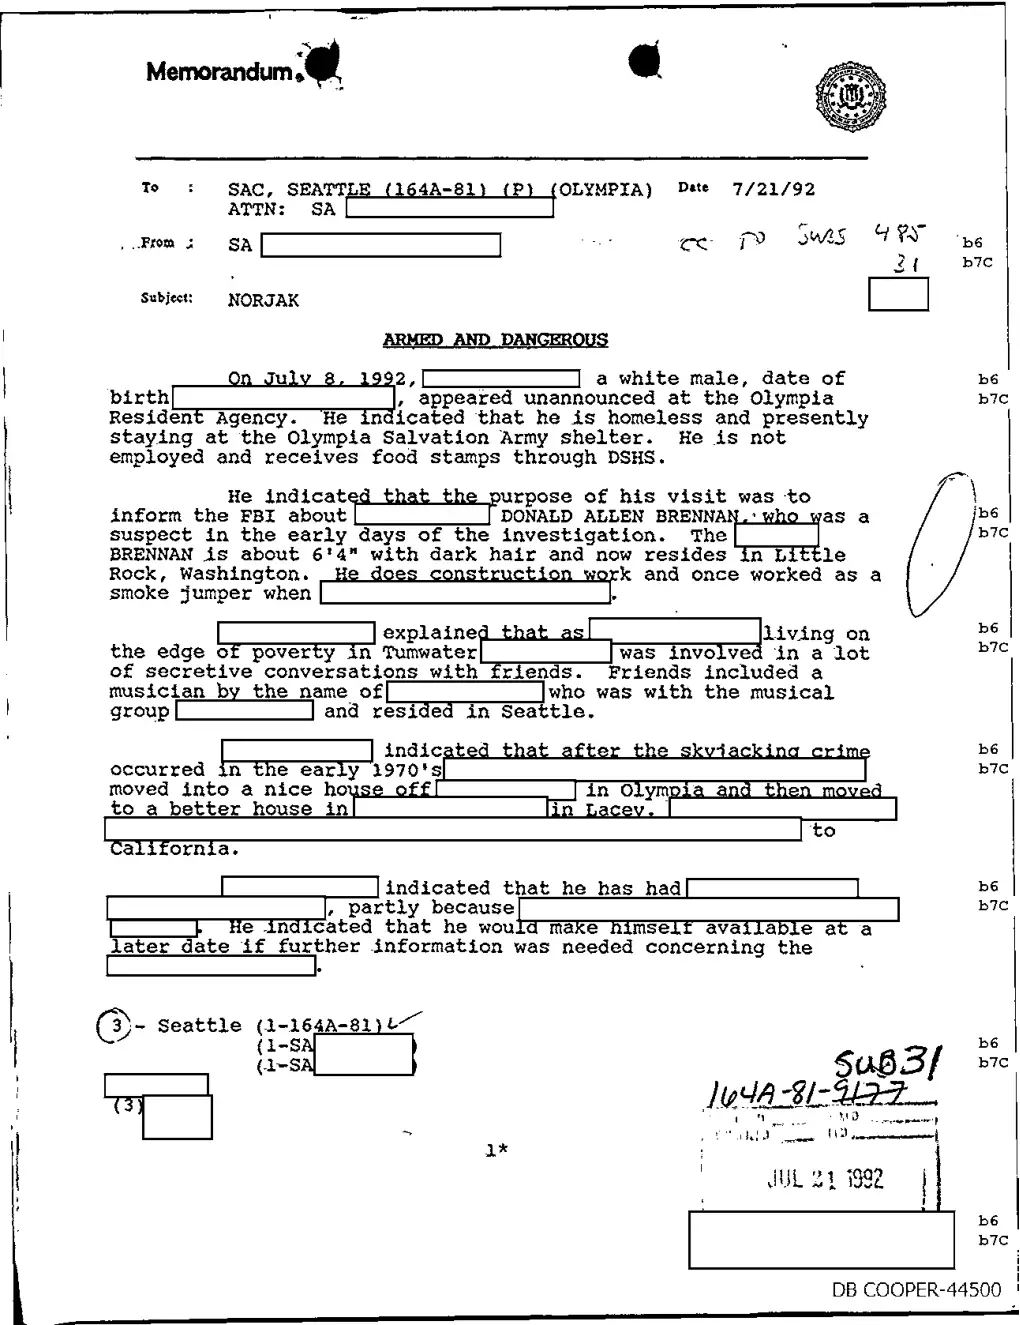 Memorandum
To : SAC, SEATTLE (164A-81) (P) (OLYMPIA) Date 7/21/92
ATTN: SA
From : SA
cc to SUBS 485
31
b6
b7C
Subject: NORJAK
ARMED AND DANGEROUS
On July 8, 1992, a white male, date of b6
birth , appeared unannounced at the Olympia b7C
Resident Agency. He indicated that he is homeless and presently
staying at the Olympia Salvation Army shelter. He is not
employed and receives food stamps through DSHS.
He indicated that the purpose of his visit was to
inform the FBI about DONALD ALLEN BRENNAN, who was a b6
suspect in the early days of the investigation. The b7C
BRENNAN is about 6'4" with dark hair and now resides in Little
Rock, Washington. He does construction work and once worked as a
smoke jumper when .
explained that as living on b6
the edge of poverty in Tumwater was involved in a lot b7C
of secretive conversations with friends. Friends included a
musician by the name of who was with the musical
group and resided in Seattle.
indicated that after the skyjacking crime b6
occurred in the early 1970's b7C
moved into a nice house off in Olympia and then moved
to a better house in in Lacey.
to
California.
indicated that he has had b6
, partly because b7C
. He indicated that he would make himself available at a
later date if further information was needed concerning the
.
3 - Seattle (1-164A-81)
(1-SA ) b6
(1-SA ) b7C
(3)
SUB 31
164A-81-9177
1*
JUL 21 1992
b6
b7C
DB COOPER-44500